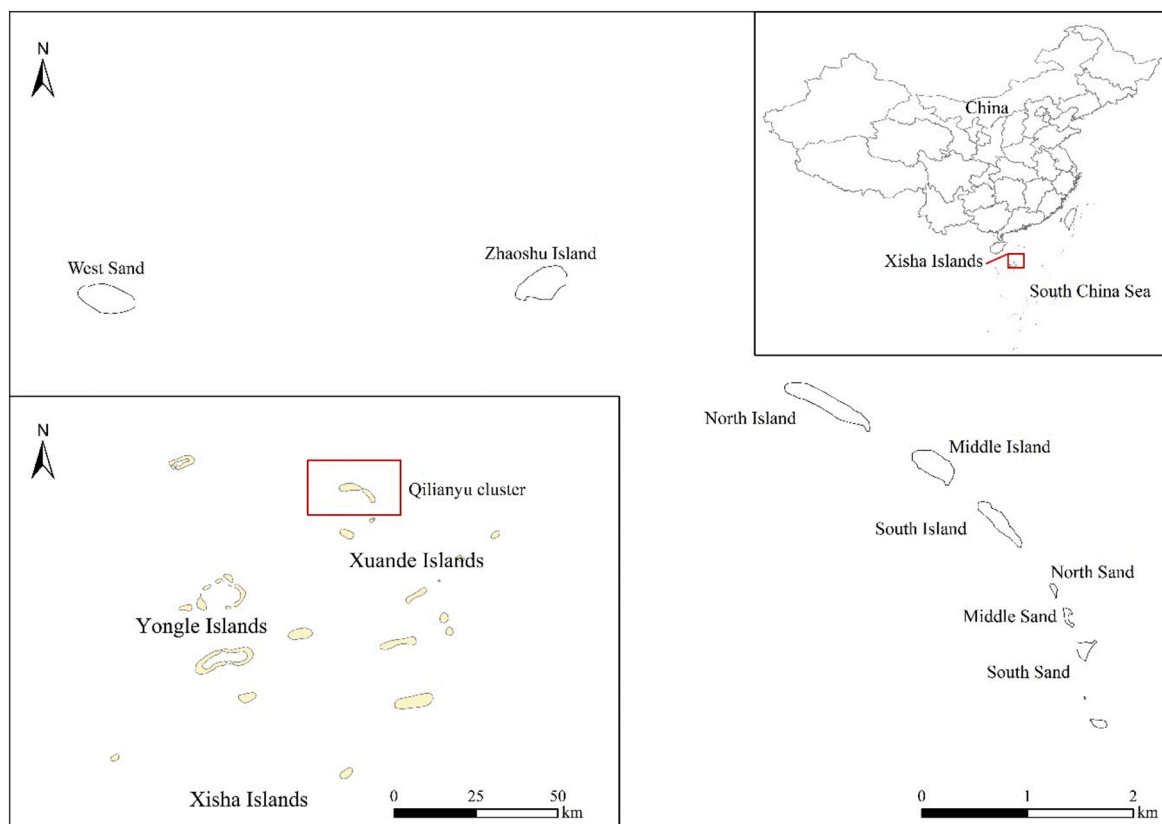 N
China
Xisha Islands
South China Sea
West Sand
Zhaoshu Island
North Island
Middle Island
South Island
North Sand
Middle Sand
South Sand
N
Qilianyu cluster
Xuande Islands
Yongle Islands
Xisha Islands
0 25 50
km
0 1 2
km